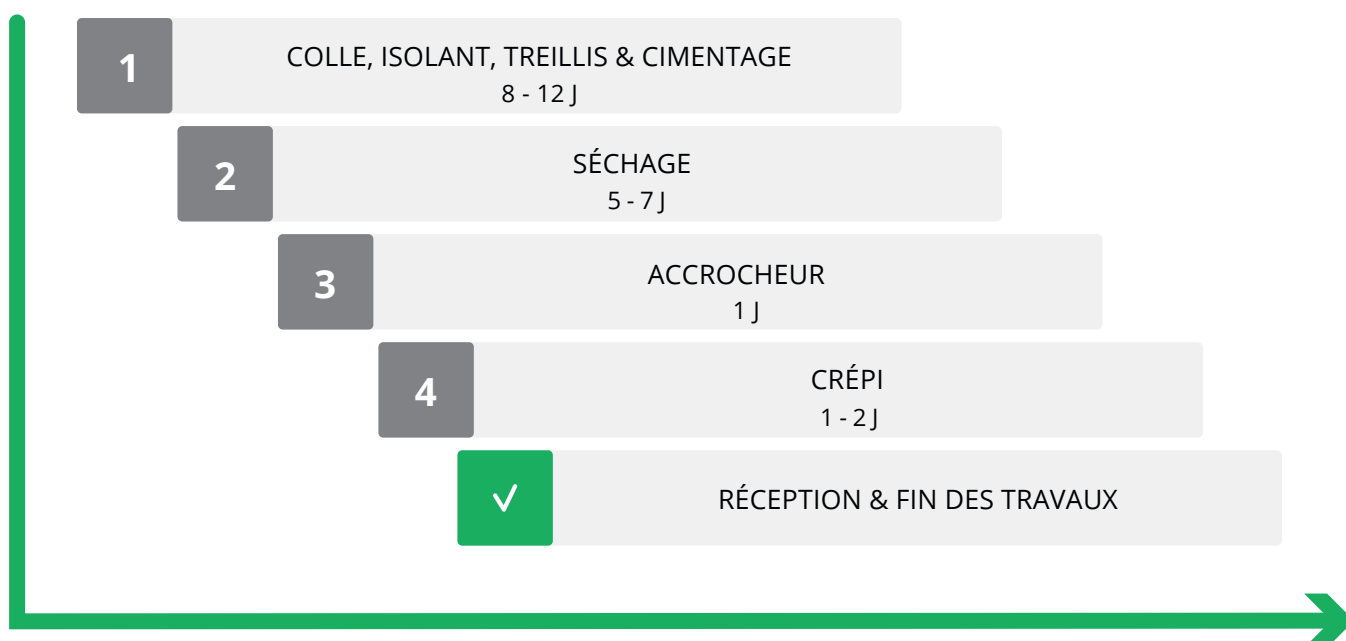 1
COLLE, ISOLANT, TREILLIS & CIMENTAGE
8 - 12 J
2
SÉCHAGE
5 - 7 J
3
ACCROCHEUR
1 J
4
CRÉPI
1 - 2 J
RÉCEPTION & FIN DES TRAVAUX